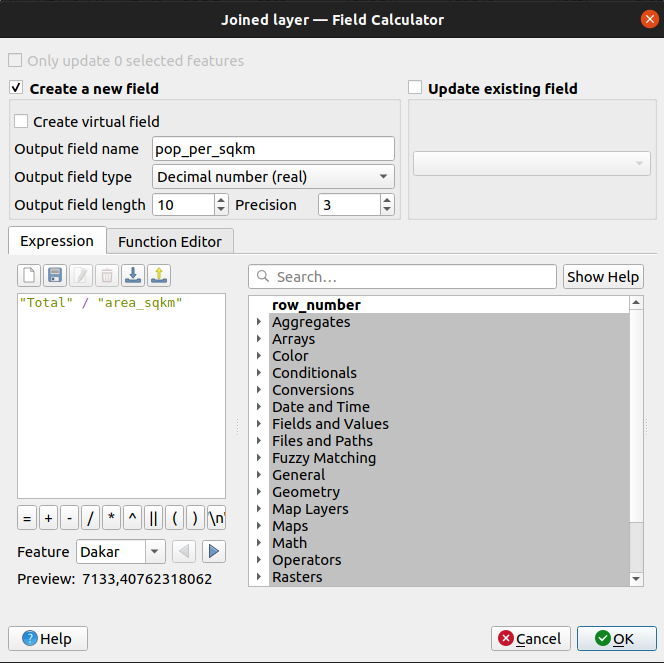 Joined layer — Field Calculator
Only update 0 selected features
Create a new field
Update existing field
Create virtual field
Output field name pop_per_sqkm
Output field type Decimal number (real)
Output field length 10 Precision 3
Expression Function Editor
Search… Show Help
"Total" / "area_sqkm"
row_number
Aggregates
Arrays
Color
Conditionals
Conversions
Date and Time
Fields and Values
Files and Paths
Fuzzy Matching
General
Geometry
Map Layers
Maps
Math
Operators
Rasters
= + - / * ^ || ( ) '\n'
Feature Dakar
Preview: 7133,40762318062
Help Cancel OK